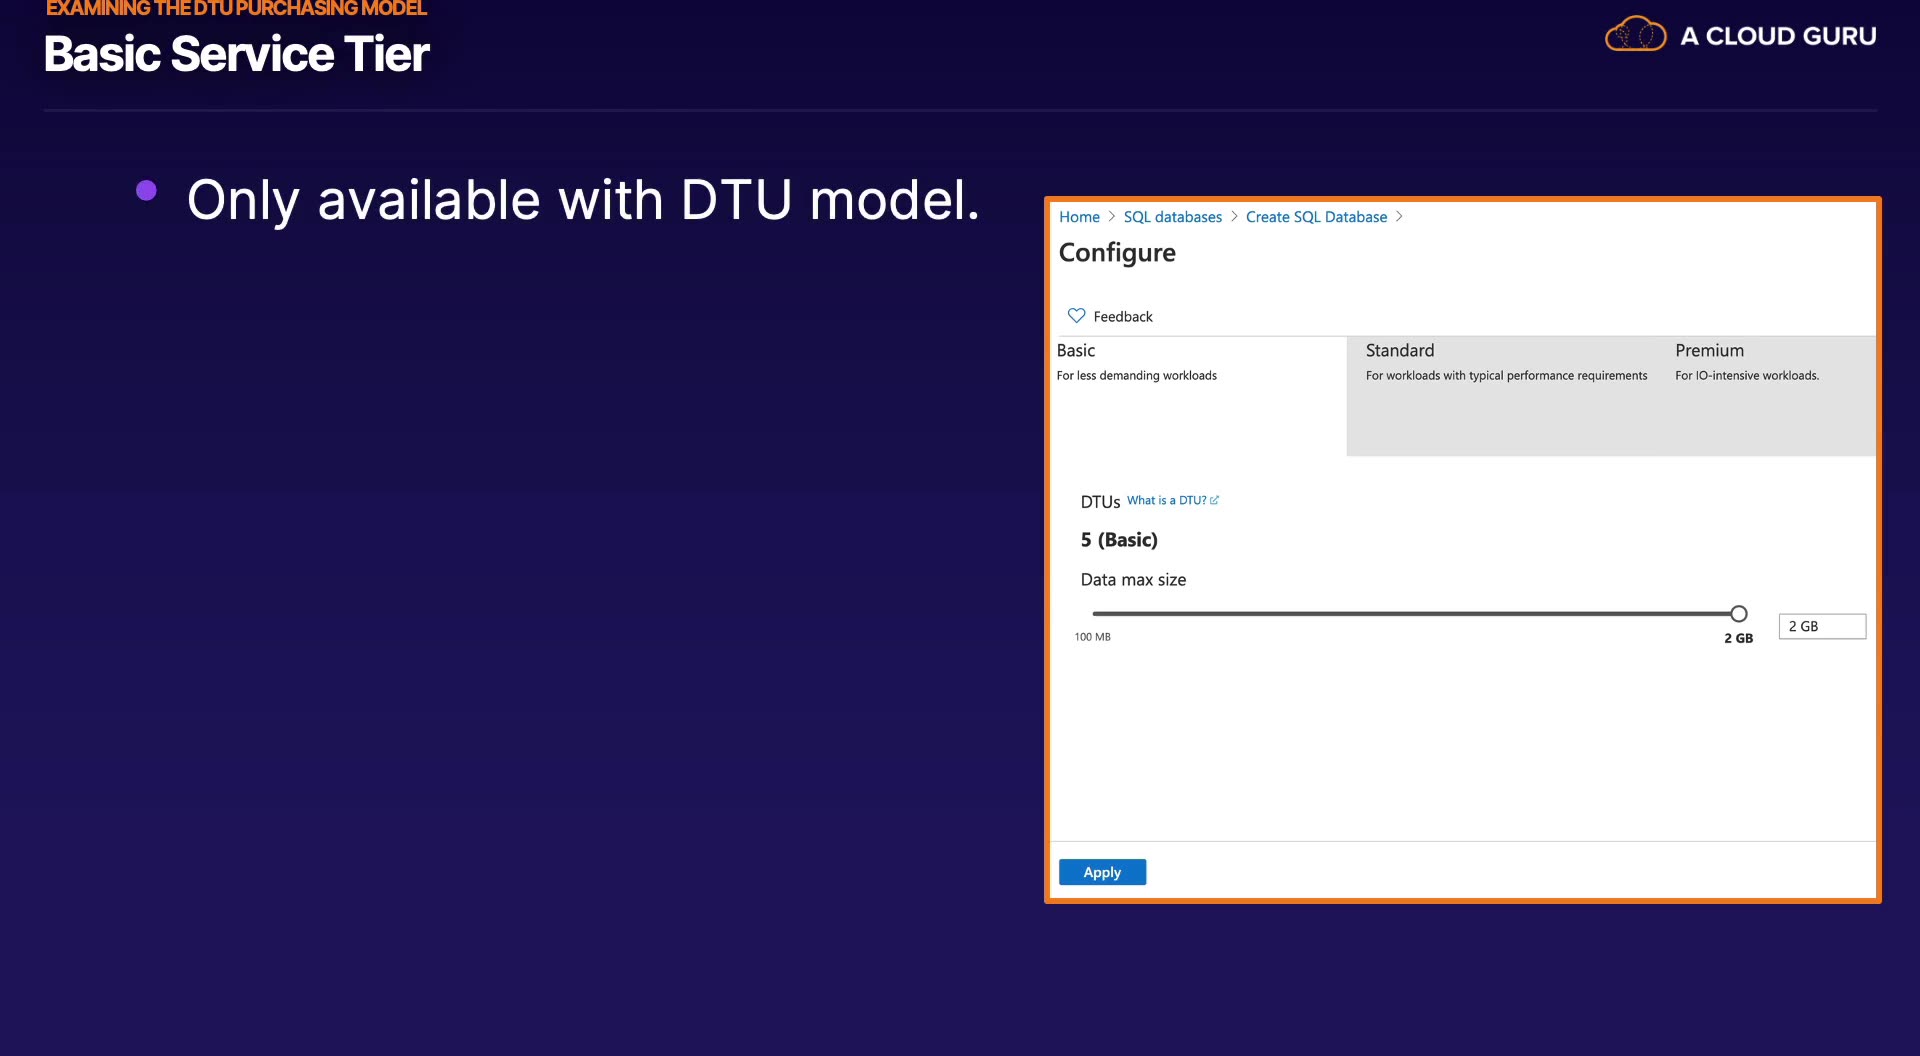 EXAMINING THE DTU PURCHASING MODEL
Basic Service Tier
A CLOUD GURU
Only available with DTU model.
Home > SQL databases > Create SQL Database >
Configure
Feedback
Basic
For less demanding workloads
Standard
For workloads with typical performance requirements
Premium
For IO-intensive workloads.
DTUs What is a DTU?
5 (Basic)
Data max size
100 MB
2 GB
2 GB
Apply